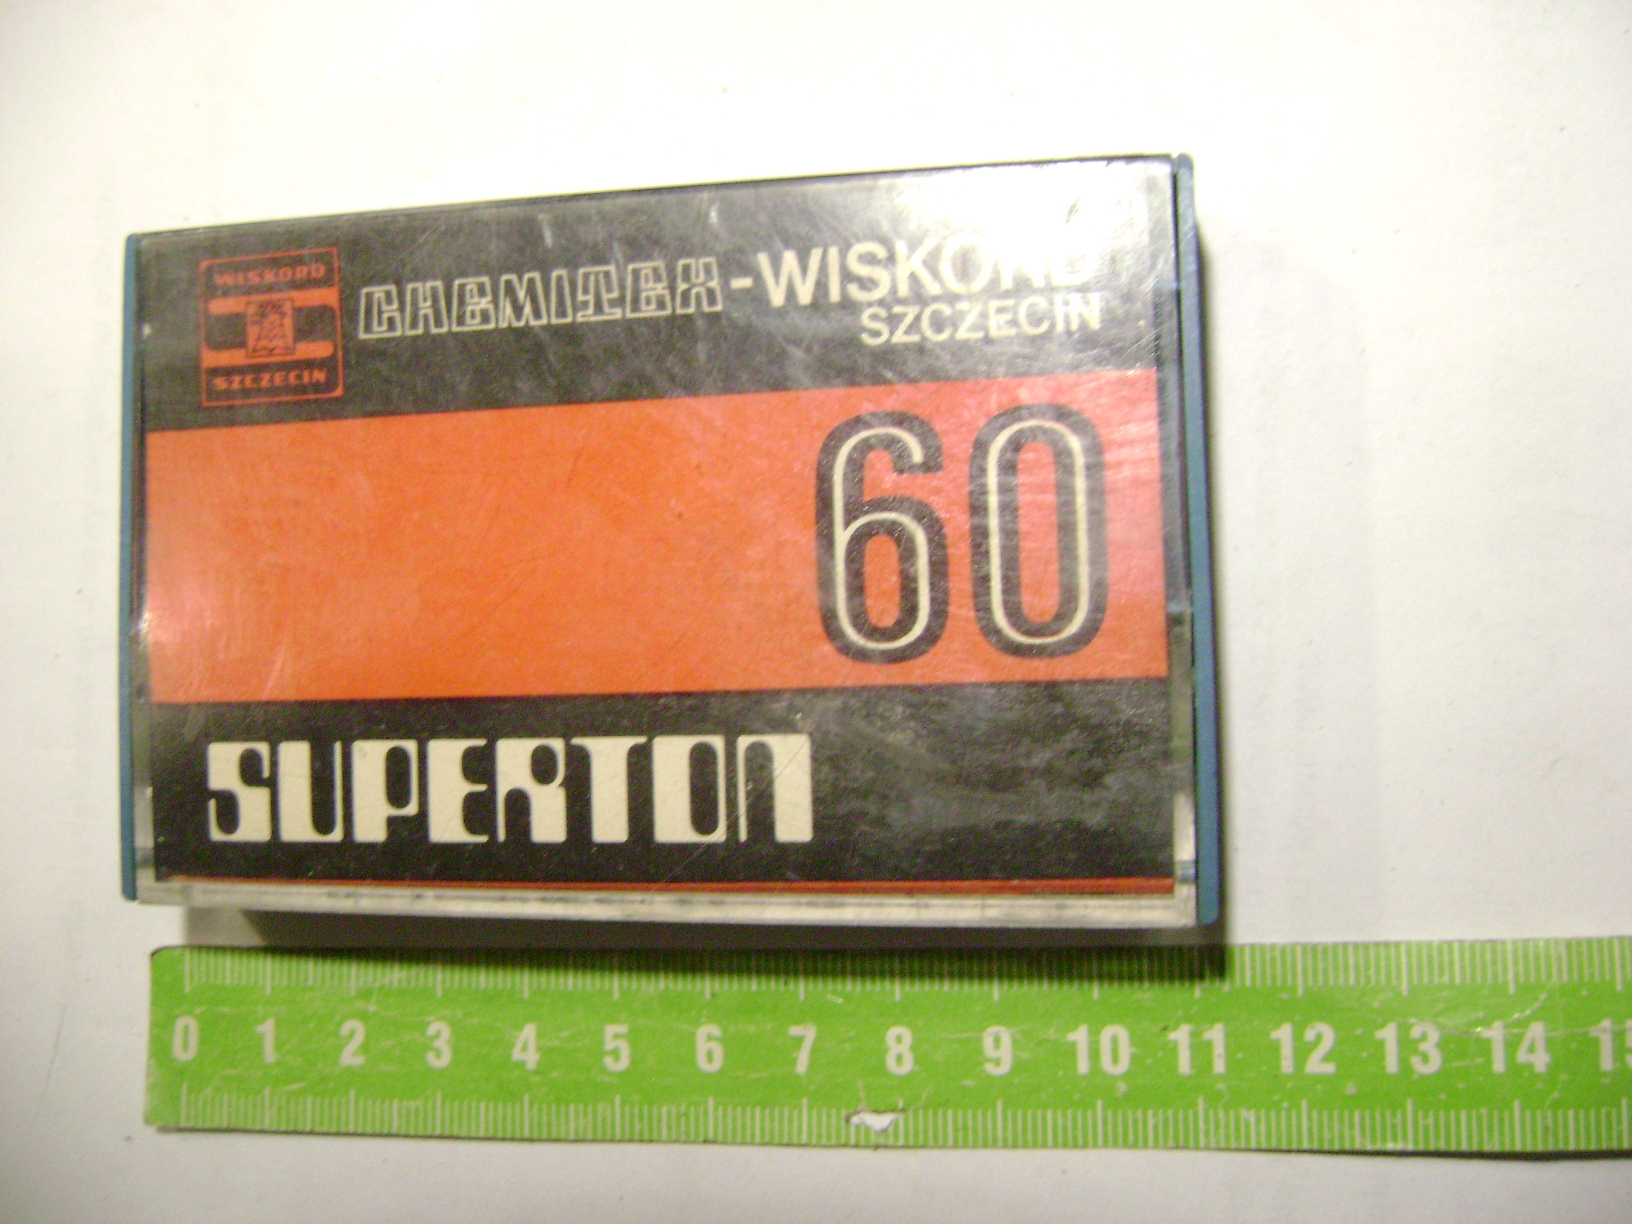 WISKORD
SZCZECIN
CHEMITEX-WISKORD
SZCZECIN
60
SUPERTON
0 1 2 3 4 5 6 7 8 9 10 11 12 13 14 15